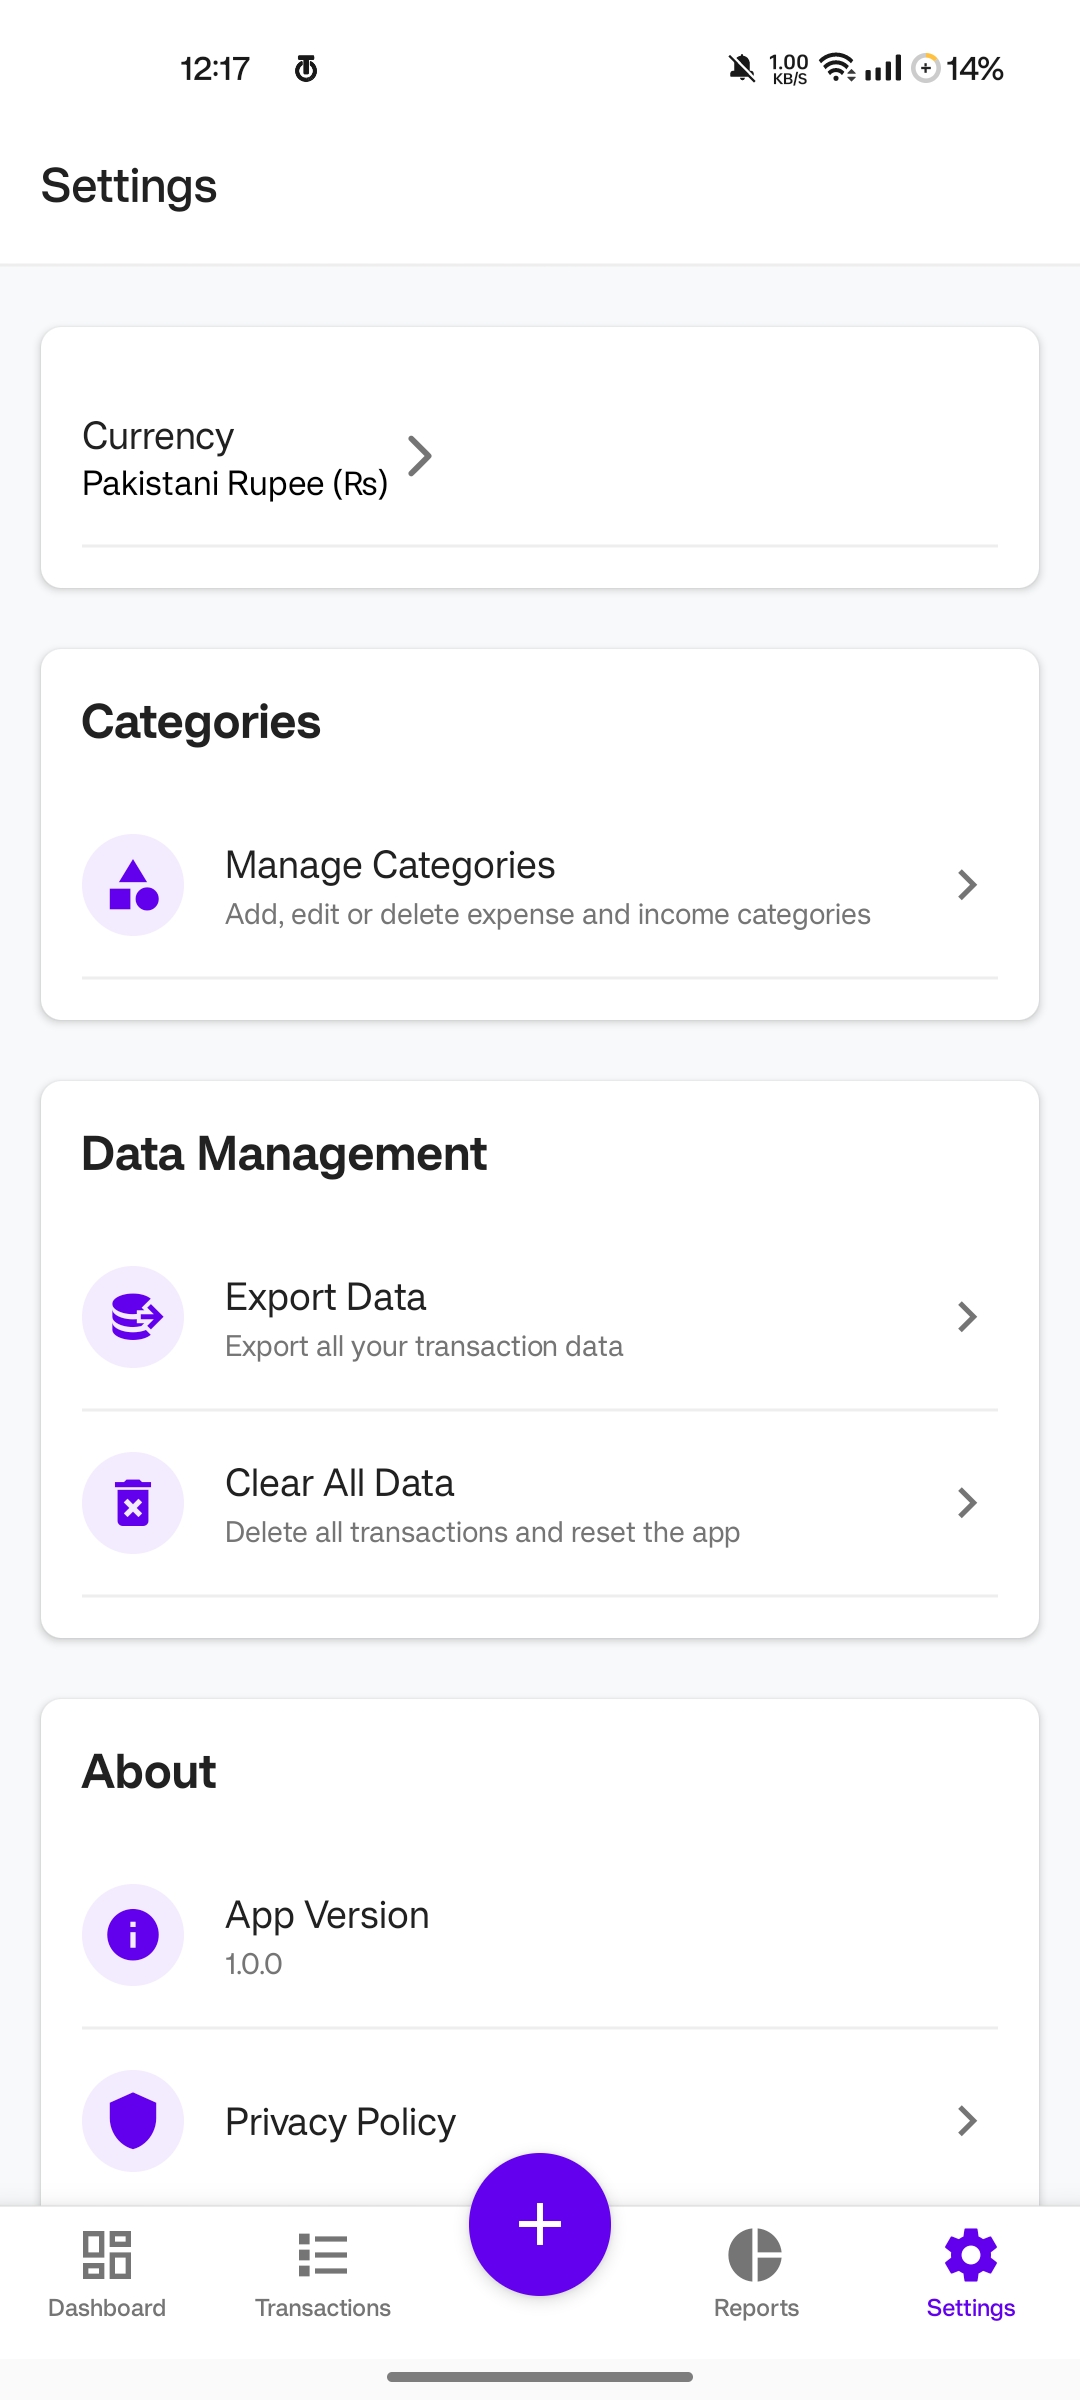 12:17
1.00
KB/S
14%
Settings
Currency
Pakistani Rupee (Rs)
Categories
Manage Categories
Add, edit or delete expense and income categories
Data Management
Export Data
Export all your transaction data
Clear All Data
Delete all transactions and reset the app
About
App Version
1.0.0
Privacy Policy
Dashboard
Transactions
Reports
Settings